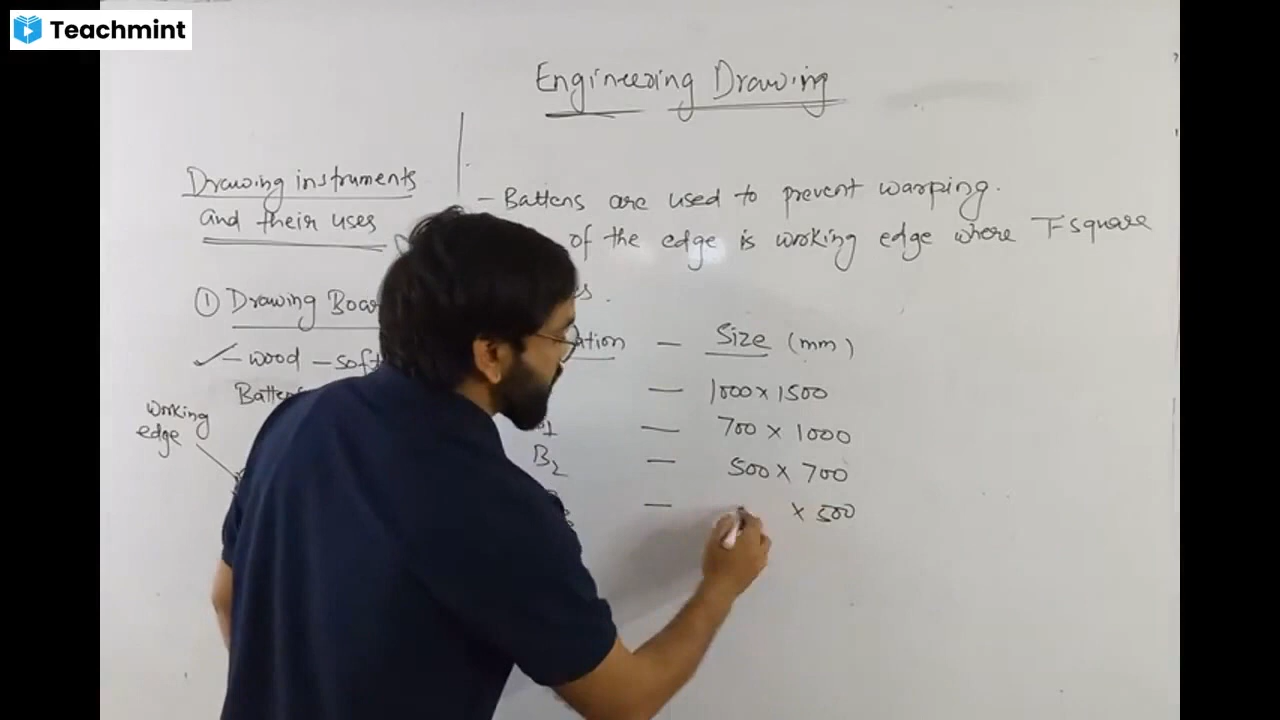 Teachmint
Engineering Drawing
Drawing instruments
and their uses
- Battens are used to prevent warping.
of the edge is working edge where T-square
① Drawing Boar
- wood - soft
Battens
working
edge
ation - Size (mm)
- 1000 x 1500
- 700 x 1000
B2 - 500 x 700
- x 500